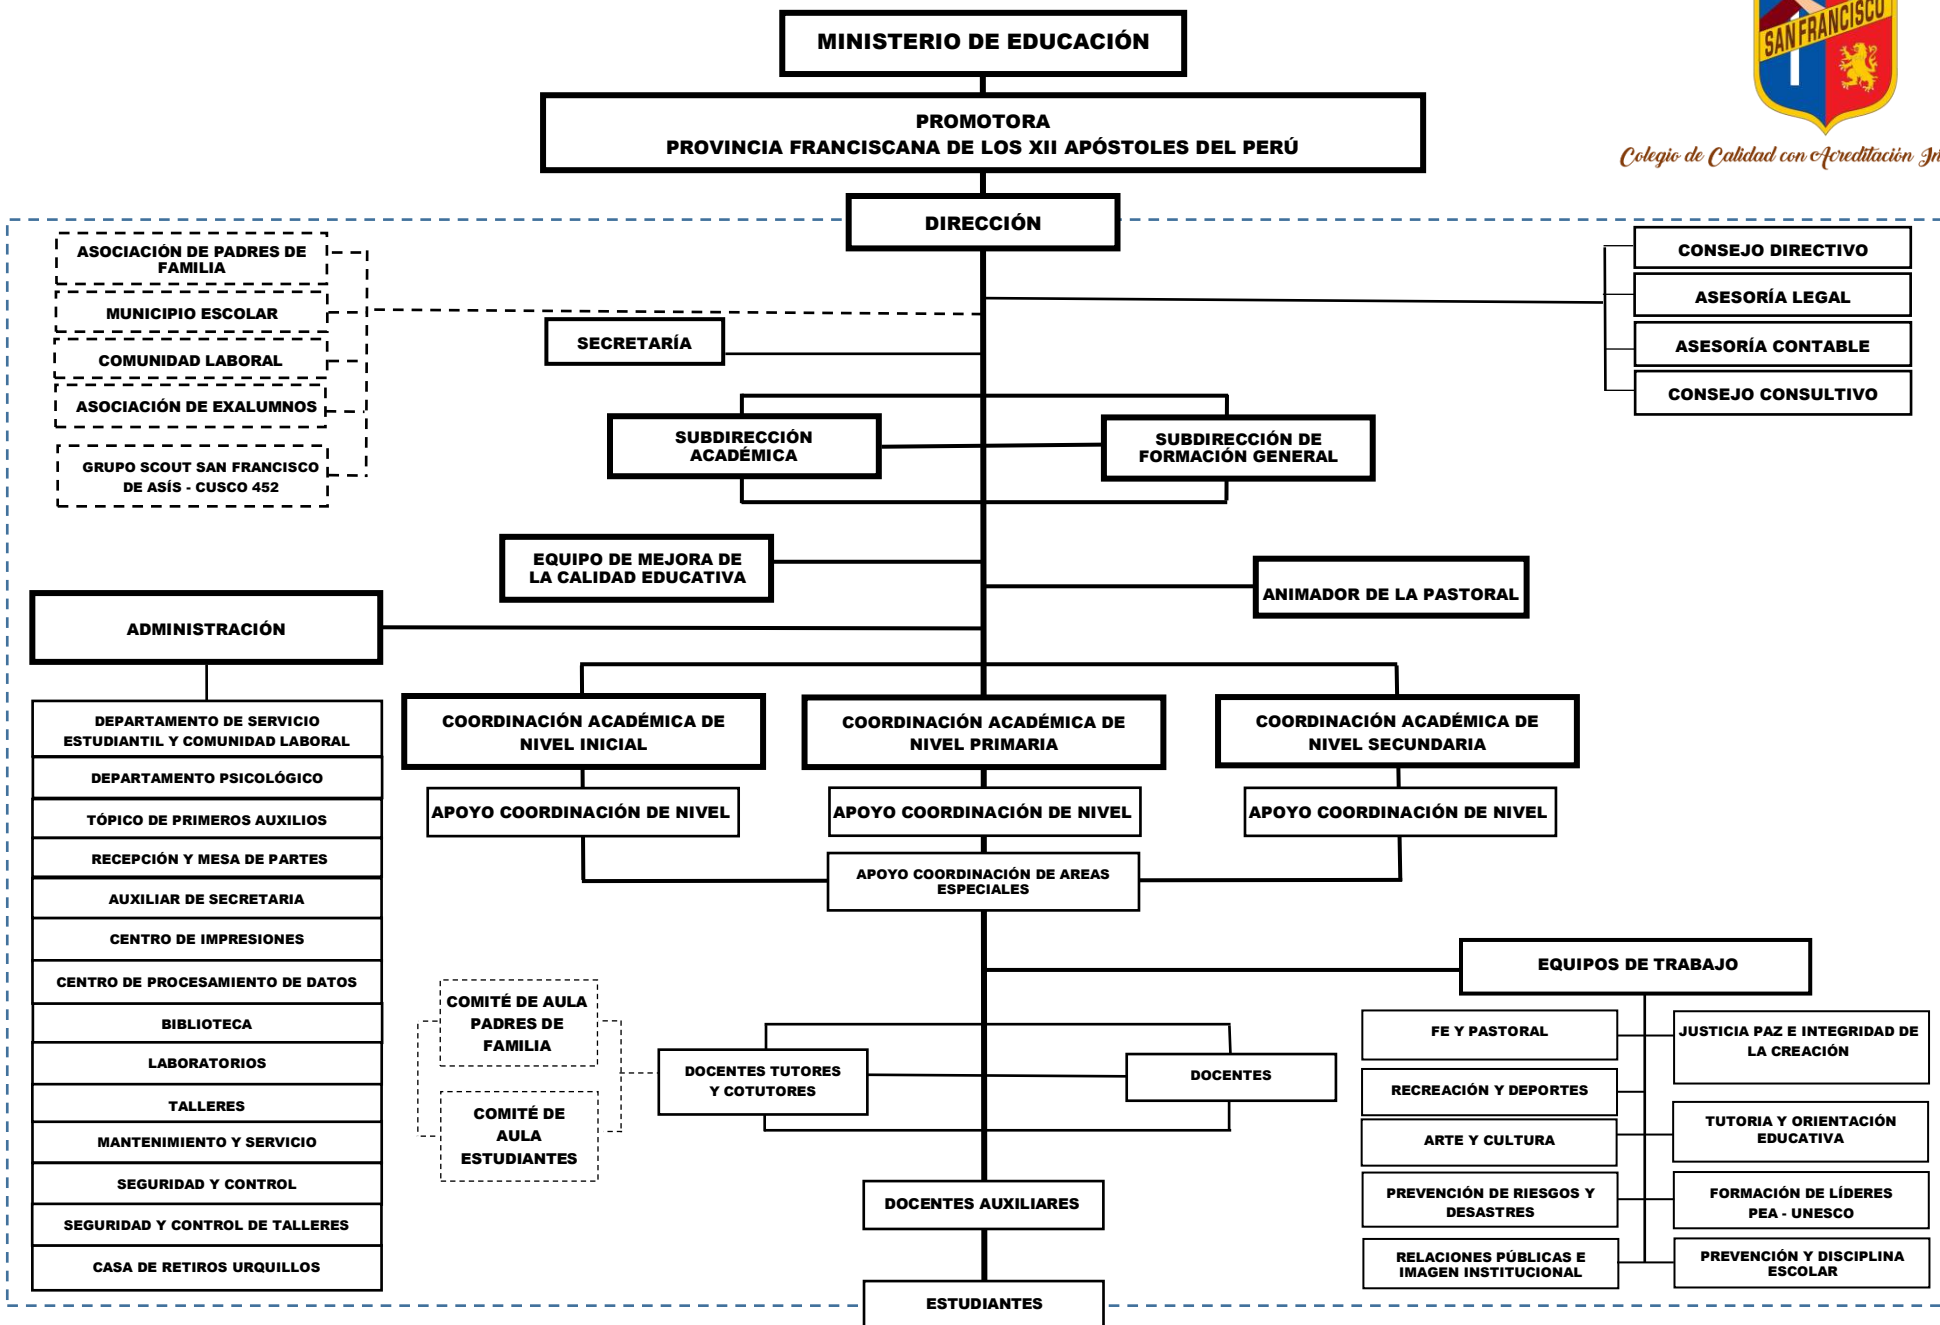 MINISTERIO DE EDUCACIÓN
SAN FRANCISCO
PROMOTORA
PROVINCIA FRANCISCANA DE LOS XII APÓSTOLES DEL PERÚ
Colegio de Calidad con Acreditación
DIRECCIÓN
ASOCIACIÓN DE PADRES DE
FAMILIA
MUNICIPIO ESCOLAR
COMUNIDAD LABORAL
ASOCIACIÓN DE EXALUMNOS
GRUPO SCOUT SAN FRANCISCO
DE ASÍS - CUSCO 452
CONSEJO DIRECTIVO
ASESORÍA LEGAL
ASESORÍA CONTABLE
CONSEJO CONSULTIVO
SECRETARÍA
SUBDIRECCIÓN
ACADÉMICA
SUBDIRECCIÓN DE
FORMACIÓN GENERAL
EQUIPO DE MEJORA DE
LA CALIDAD EDUCATIVA
ANIMADOR DE LA PASTORAL
ADMINISTRACIÓN
DEPARTAMENTO DE SERVICIO
ESTUDIANTIL Y COMUNIDAD LABORAL
DEPARTAMENTO PSICOLÓGICO
TÓPICO DE PRIMEROS AUXILIOS
RECEPCIÓN Y MESA DE PARTES
AUXILIAR DE SECRETARIA
CENTRO DE IMPRESIONES
CENTRO DE PROCESAMIENTO DE DATOS
BIBLIOTECA
LABORATORIOS
TALLERES
MANTENIMIENTO Y SERVICIO
SEGURIDAD Y CONTROL
SEGURIDAD Y CONTROL DE TALLERES
CASA DE RETIROS URQUILLOS
COORDINACIÓN ACADÉMICA DE
NIVEL INICIAL
COORDINACIÓN ACADÉMICA DE
NIVEL PRIMARIA
COORDINACIÓN ACADÉMICA DE
NIVEL SECUNDARIA
APOYO COORDINACIÓN DE NIVEL
APOYO COORDINACIÓN DE NIVEL
APOYO COORDINACIÓN DE NIVEL
APOYO COORDINACIÓN DE AREAS
ESPECIALES
COMITÉ DE AULA
PADRES DE
FAMILIA
COMITÉ DE
AULA
ESTUDIANTES
DOCENTES TUTORES
Y COTUTORES
DOCENTES
EQUIPOS DE TRABAJO
FE Y PASTORAL
JUSTICIA PAZ E INTEGRIDAD DE
LA CREACIÓN
RECREACIÓN Y DEPORTES
ARTE Y CULTURA
TUTORIA Y ORIENTACIÓN
EDUCATIVA
PREVENCIÓN DE RIESGOS Y
DESASTRES
FORMACIÓN DE LÍDERES
PEA - UNESCO
RELACIONES PÚBLICAS E
IMAGEN INSTITUCIONAL
PREVENCIÓN Y DISCIPLINA
ESCOLAR
DOCENTES AUXILIARES
ESTUDIANTES